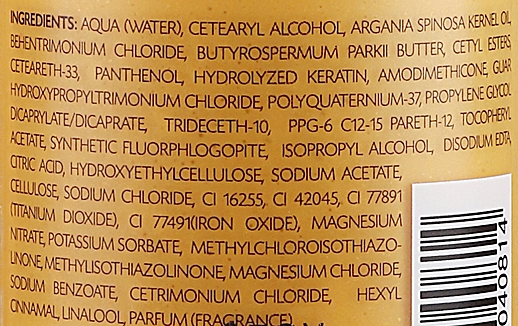 INGREDIENTS: AQUA (WATER), CETEARYL ALCOHOL, ARGANIA SPINOSA KERNEL OIL,
BEHENTRIMONIUM CHLORIDE, BUTYROSPERMUM PARKII BUTTER, CETYL ESTERS,
CETEARETH-33, PANTHENOL, HYDROLYZED KERATIN, AMODIMETHICONE, GUAR
HYDROXYPROPYLTRIMONIUM CHLORIDE, POLYQUATERNIUM-37, PROPYLENE GLYCOL
DICAPRYLATE/DICAPRATE, TRIDECETH-10, PPG-6 C12-15 PARETH-12, TOCOPHERYL
ACETATE, SYNTHETIC FLUORPHLOGOPITE, ISOPROPYL ALCOHOL, DISODIUM EDTA,
CITRIC ACID, HYDROXYETHYLCELLULOSE, SODIUM ACETATE,
CELLULOSE, SODIUM CHLORIDE, CI 16255, CI 42045, CI 77891
(TITANIUM DIOXIDE), CI 77491(IRON OXIDE), MAGNESIUM
NITRATE, POTASSIUM SORBATE, METHYLCHLOROISOTHIAZO-
LINONE, METHYLISOTHIAZOLINONE, MAGNESIUM CHLORIDE,
SODIUM BENZOATE, CETRIMONIUM CHLORIDE, HEXYL
CINNAMAL, LINALOOL, PARFUM (FRAGRANCE)
040814